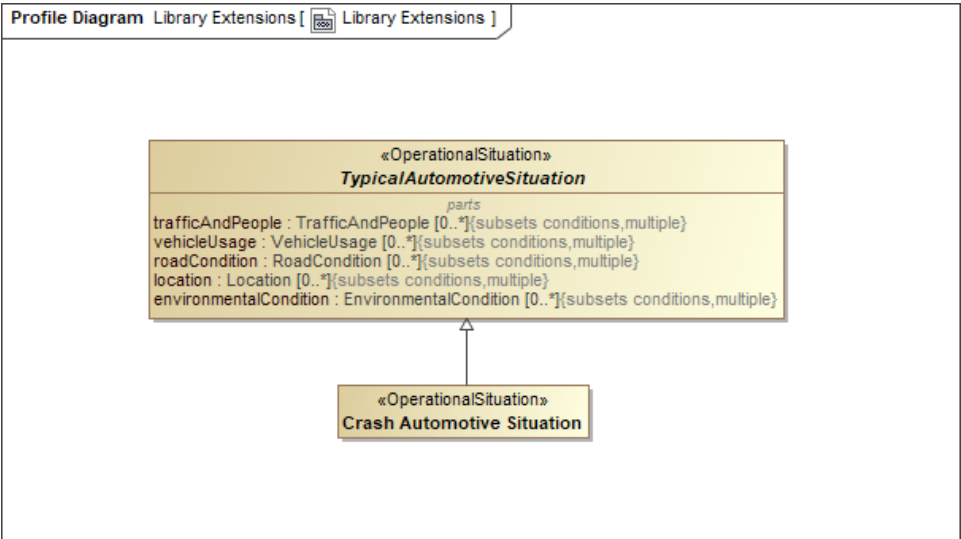 Profile Diagram Library Extensions [ Library Extensions ]
«OperationalSituation»
TypicalAutomotiveSituation
parts
trafficAndPeople : TrafficAndPeople [0..*]{subsets conditions,multiple}
vehicleUsage : VehicleUsage [0..*]{subsets conditions,multiple}
roadCondition : RoadCondition [0..*]{subsets conditions,multiple}
location : Location [0..*]{subsets conditions,multiple}
environmentalCondition : EnvironmentalCondition [0..*]{subsets conditions,multiple}
«OperationalSituation»
Crash Automotive Situation